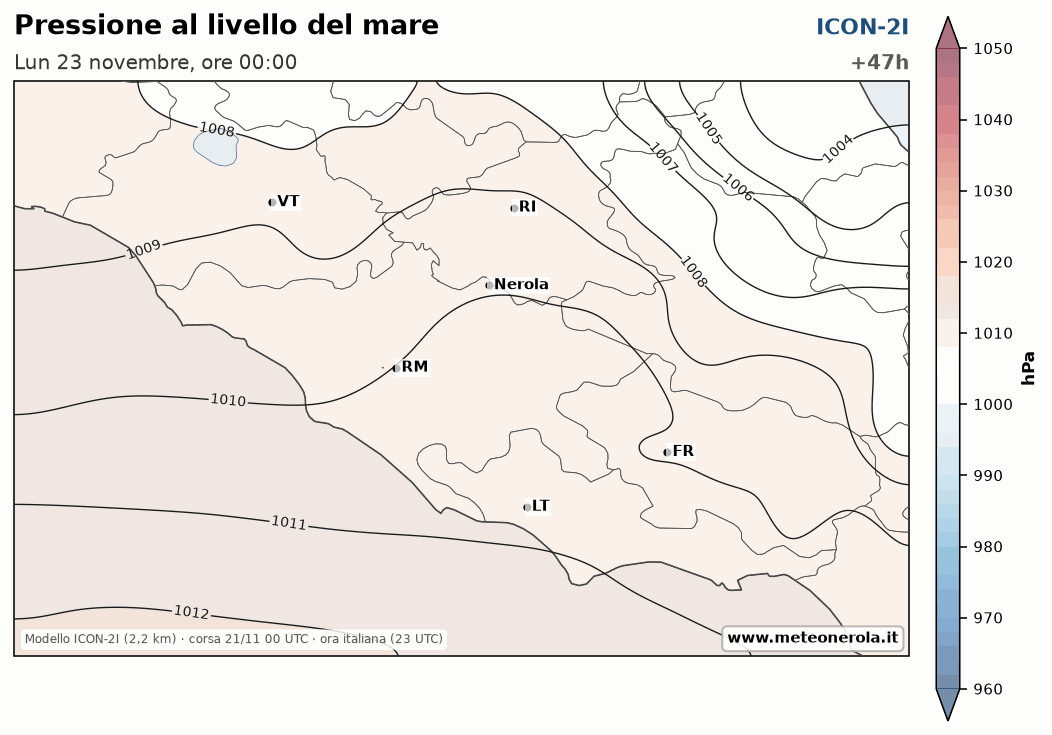 Pressione al livello del mare
ICON-2I
Lun 23 novembre, ore 00:00
+47h
1008
1005
1004
1007
1006
VT
RI
1009
1008
Nerola
RM
1010
FR
LT
1011
1012
Modello ICON-2I (2,2 km) · corsa 21/11 00 UTC · ora italiana (23 UTC)
www.meteonerola.it
1050
1040
1030
1020
1010
1000
990
980
970
960
hPa